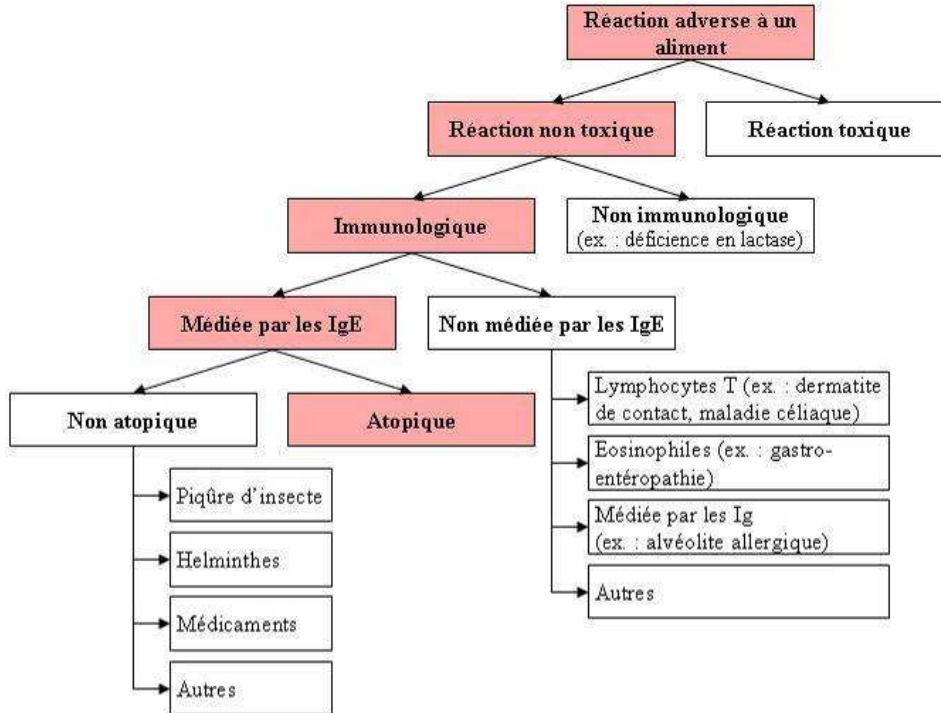 Réaction adverse à un
aliment
Réaction non toxique
Réaction toxique
Immunologique
Non immunologique
(ex. : déficience en lactase)
Médiée par les IgE
Non médiée par les IgE
Non atopique
Atopique
Lymphocytes T (ex. : dermatite
de contact, maladie céliaque)
Eosinophiles (ex. : gastro-
entéropathie)
Médiée par les Ig
(ex. : alvéolite allergique)
Autres
Piqûre d'insecte
Helminthes
Médicaments
Autres